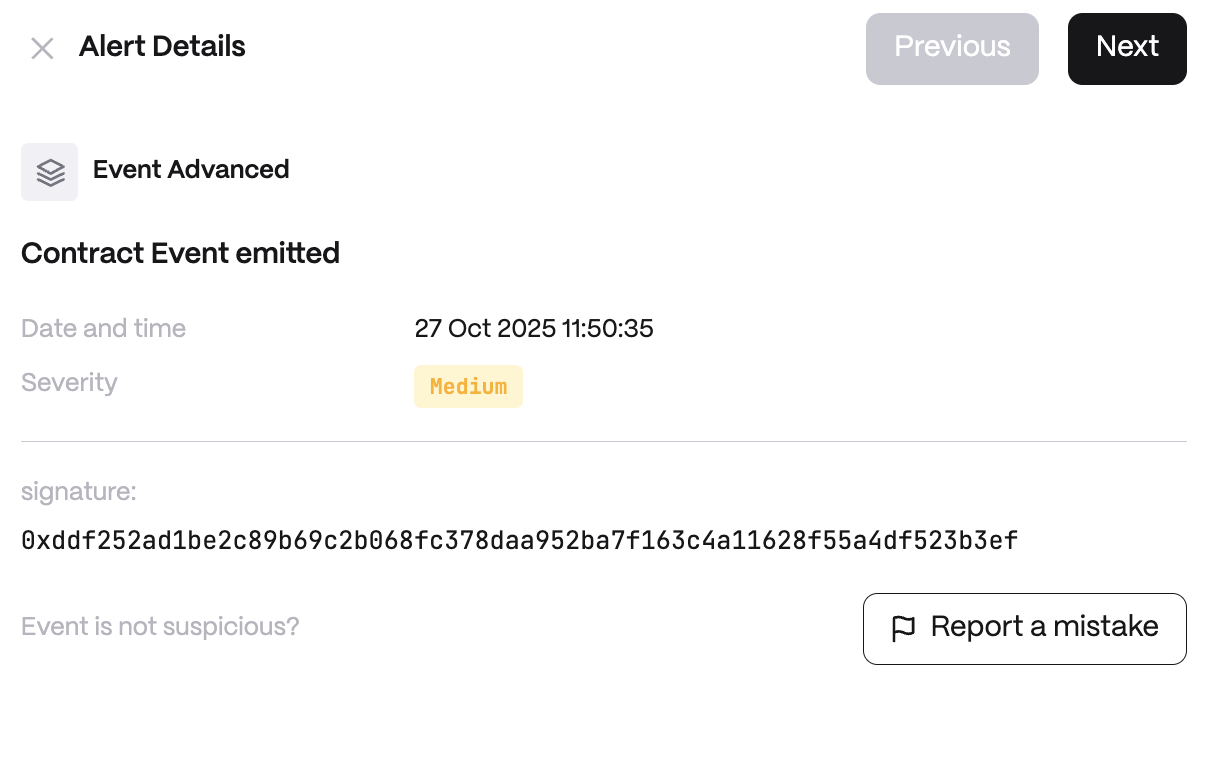 Alert Details
Previous
Next
Event Advanced
Contract Event emitted
Date and time
27 Oct 2025 11:50:35
Severity
Medium
signature:
0xddf252ad1be2c89b69c2b068fc378daa952ba7f163c4a11628f55a4df523b3ef
Event is not suspicious?
Report a mistake